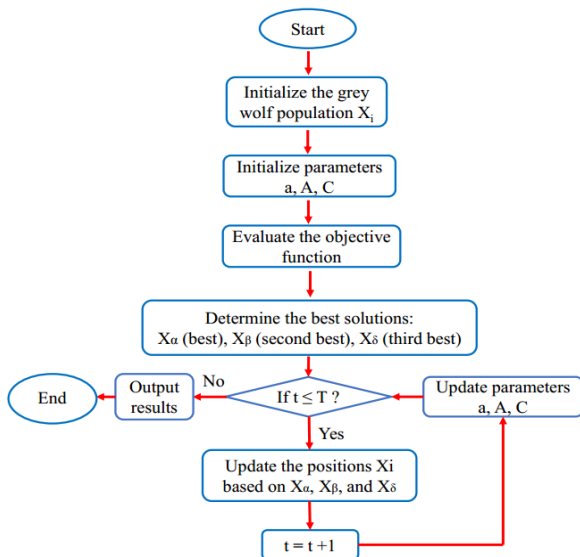 Start
Initialize the grey
wolf population Xᵢ
Initialize parameters
a, A, C
Evaluate the objective
function
Determine the best solutions:
Xα (best), Xβ (second best), Xδ (third best)
End
Output
results
No
If t ≤ T ?
Update parameters
a, A, C
Yes
Update the positions Xi
based on Xα, Xβ, and Xδ
t = t +1